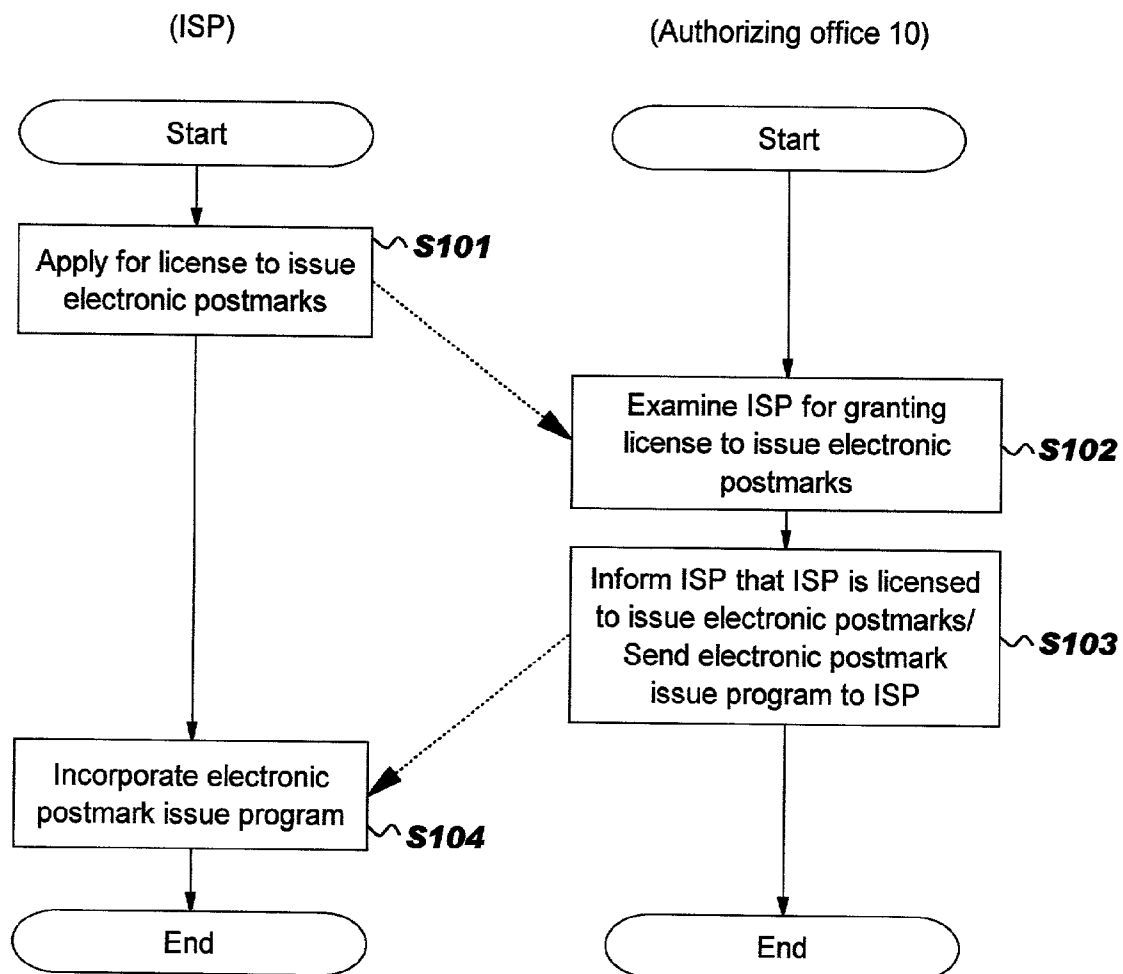 (ISP)
(Authorizing office 10)
Start
Start
Apply for license to issue
electronic postmarks
S101
Examine ISP for granting
license to issue electronic
postmarks
S102
Inform ISP that ISP is licensed
to issue electronic postmarks/
Send electronic postmark
issue program to ISP
S103
Incorporate electronic
postmark issue program
S104
End
End